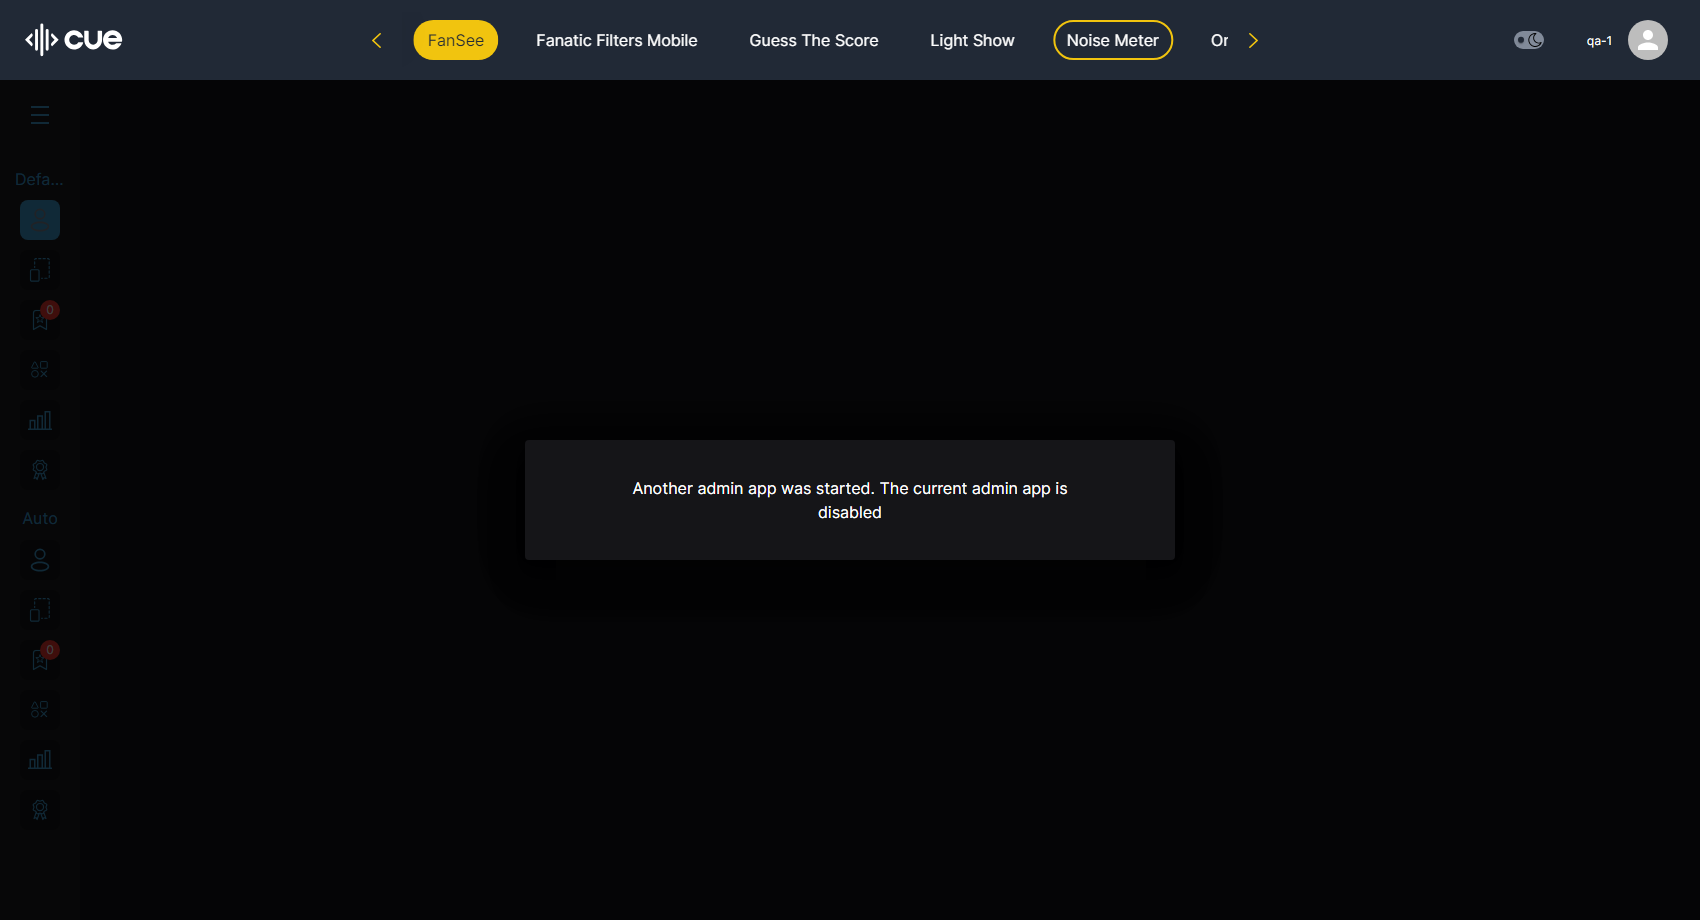 cue
FanSee
Fanatic Filters Mobile
Guess The Score
Light Show
Noise Meter
Or
qa-1
Defa...
0
Another admin app was started. The current admin app is
disabled
Auto
0